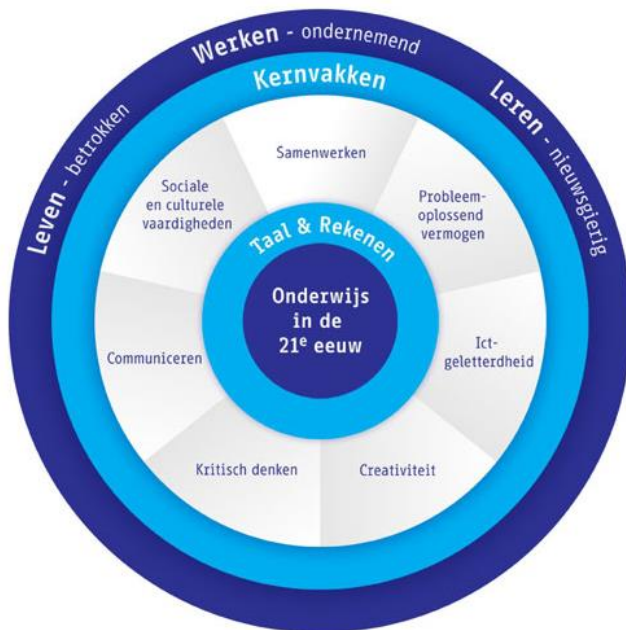 Leven - betrokken
Werken - ondernemend
Leren - nieuwsgierig
Kernvakken
Samenwerken
Probleem-
oplossend
vermogen
Ict-
geletterdheid
Creativiteit
Kritisch denken
Communiceren
Sociale
en culturele
vaardigheden
Taal & Rekenen
Onderwijs
in de
21e eeuw